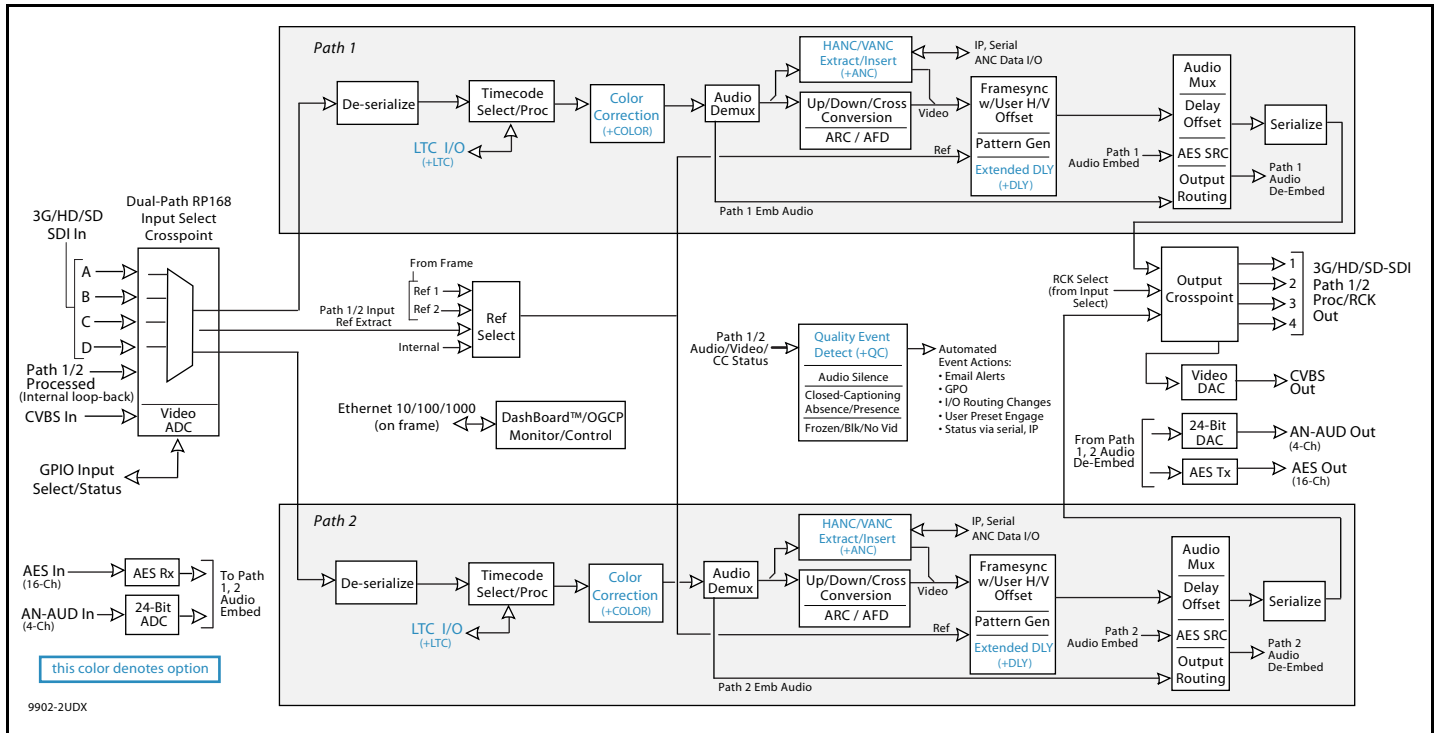 Path 1
De-serialize
Timecode
Select/Proc
LTC I/O
(+LTC)
Color
Correction
(+COLOR)
Audio
Demux
HANC/VANC
Extract/Insert
(+ANC)
IP, Serial
ANC Data I/O
Up/Down/Cross
Conversion
ARC / AFD
Video
Ref
Framesync
w/User H/V
Offset
Pattern Gen
Extended DLY
(+DLY)
Path 1
Audio Embed
Path 1 Emb Audio
Audio
Mux
Delay
Offset
AES SRC
Output
Routing
Serialize
Path 1
Audio
De-Embed
Dual-Path RP168
Input Select
Crosspoint
3G/HD/SD
SDI In
A
B
C
D
Path 1/2
Processed
(Internal loop-back)
CVBS In
Video
ADC
GPIO Input
Select/Status
From Frame
Ref 1
Ref 2
Path 1/2 Input
Ref Extract
Internal
Ref
Select
Ethernet 10/100/1000
(on frame)
DashBoard™/OGCP
Monitor/Control
Path 1/2
Audio/Video/
CC Status
Quality Event
Detect (+QC)
Audio Silence
Closed-Captioning
Absence/Presence
Frozen/Blk/No Vid
Automated
Event Actions:
• Email Alerts
• GPO
• I/O Routing Changes
• User Preset Engage
• Status via serial, IP
RCK Select
(from Input
Select)
Output
Crosspoint
1
2
3
4
3G/HD/SD-SDI
Path 1/2
Proc/RCK
Out
Video
DAC
CVBS
Out
From Path
1, 2 Audio
De-Embed
24-Bit
DAC
AN-AUD Out
(4-Ch)
AES Tx
AES Out
(16-Ch)
AES In
(16-Ch)
AES Rx
AN-AUD In
(4-Ch)
24-Bit
ADC
To Path
1, 2
Audio
Embed
this color denotes option
9902-2UDX
Path 2
De-serialize
Timecode
Select/Proc
LTC I/O
(+LTC)
Color
Correction
(+COLOR)
Audio
Demux
HANC/VANC
Extract/Insert
(+ANC)
IP, Serial
ANC Data I/O
Up/Down/Cross
Conversion
ARC / AFD
Video
Ref
Framesync
w/User H/V
Offset
Pattern Gen
Extended DLY
(+DLY)
Path 2
Audio Embed
Path 2 Emb Audio
Audio
Mux
Delay
Offset
AES SRC
Output
Routing
Serialize
Path 2
Audio
De-Embed